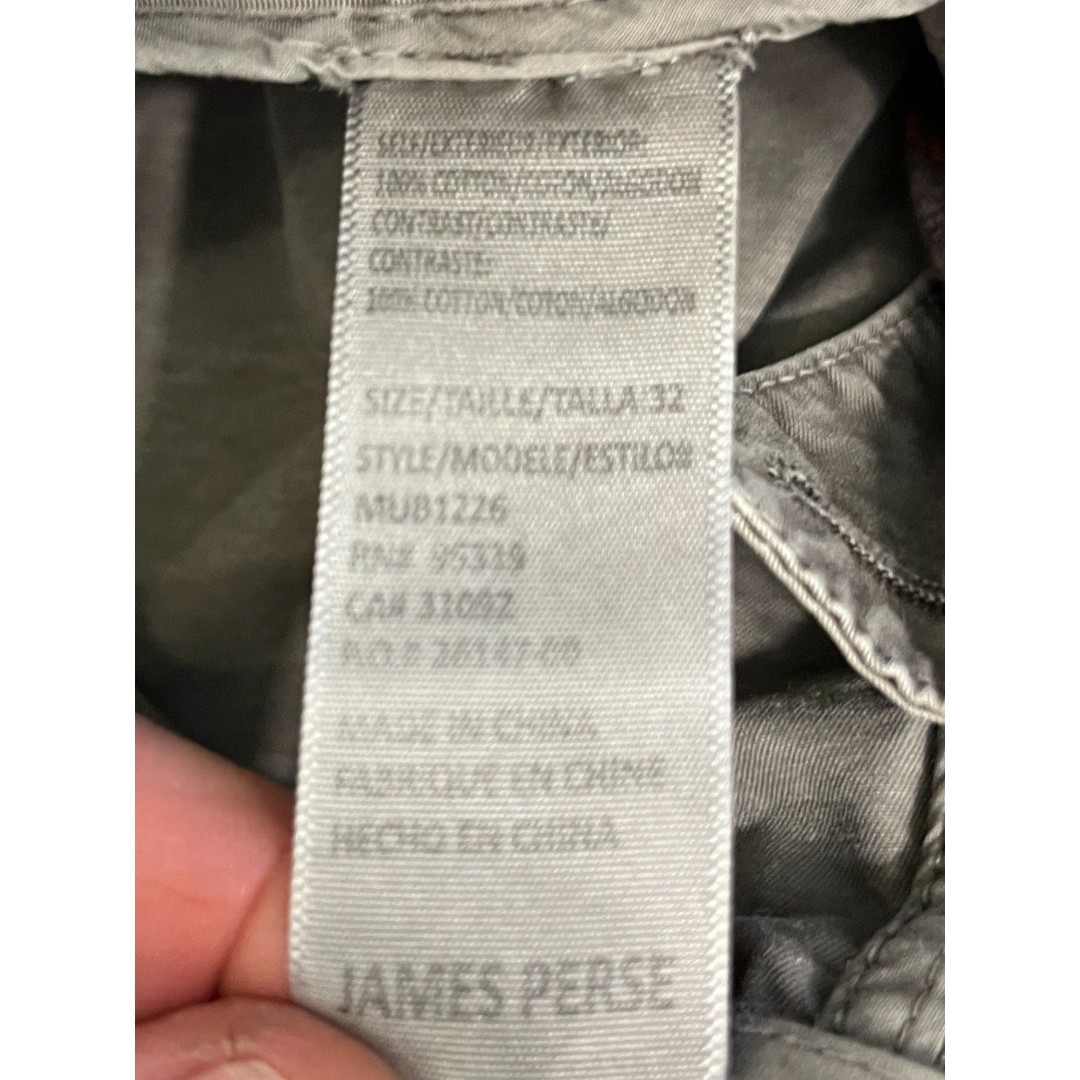 SELF/EXTERIEUR/EXTERIOR:
100% COTTON/COTON/ALGODON
CONTRAST/CONTRASTE/
CONTRASTE:
100% COTTON/COTON/ALGODON
SIZE/TAILLE/TALLA 32
STYLE/MODELE/ESTILO#
MUB1226
RN# 95339
CA# 31082
MADE IN CHINA
FABRIQUE EN CHINE
HECHO EN CHINA
JAMES PERSE